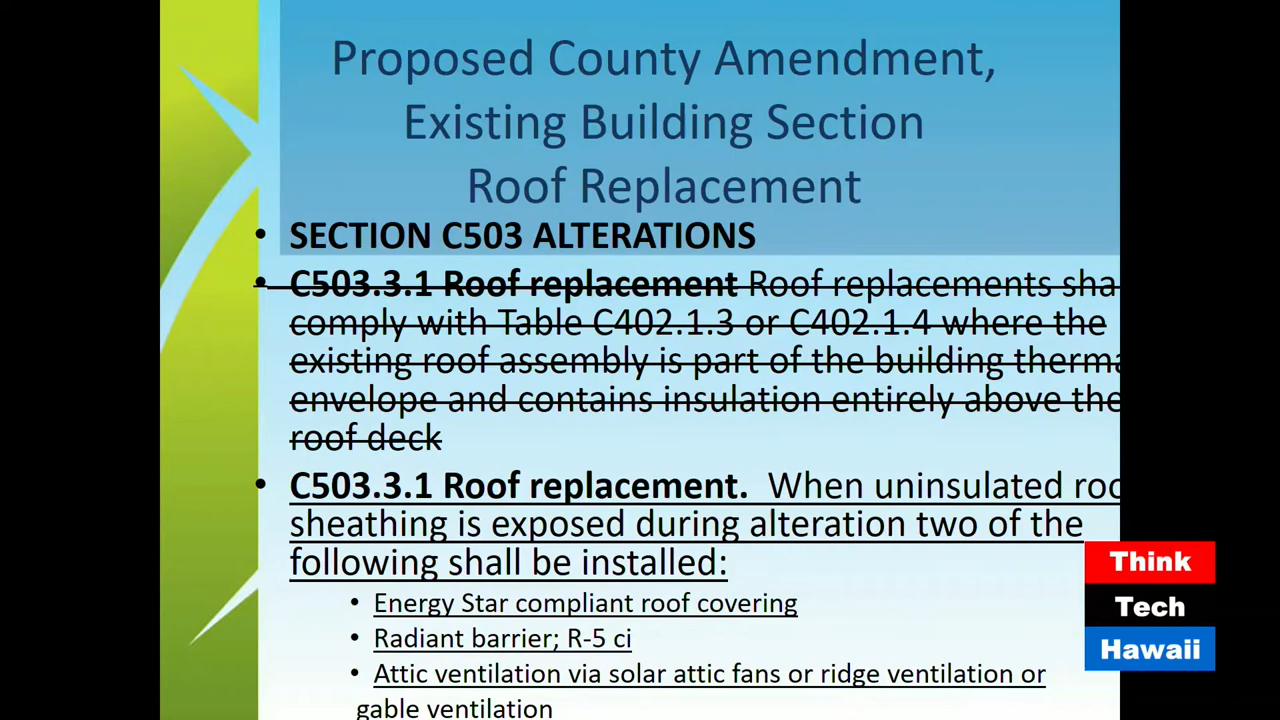 Proposed County Amendment,
Existing Building Section
Roof Replacement
• SECTION C503 ALTERATIONS
• C503.3.1 Roof replacement Roof replacements sha
comply with Table C402.1.3 or C402.1.4 where the
existing roof assembly is part of the building therma
envelope and contains insulation entirely above the
roof deck
• C503.3.1 Roof replacement. When uninsulated roo
sheathing is exposed during alteration two of the
following shall be installed:
• Energy Star compliant roof covering
• Radiant barrier; R-5 ci
• Attic ventilation via solar attic fans or ridge ventilation or
gable ventilation
Think
Tech
Hawaii